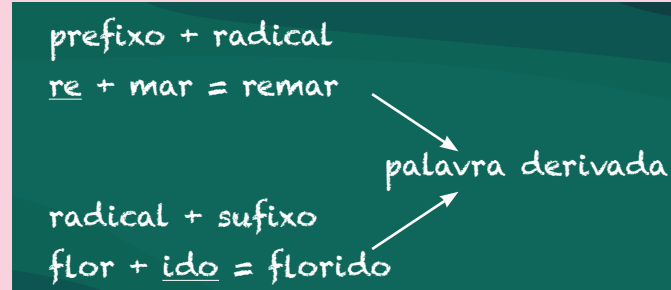 prefixo + radical
re + mar = remar
palavra derivada
radical + sufixo
flor + ido = florido